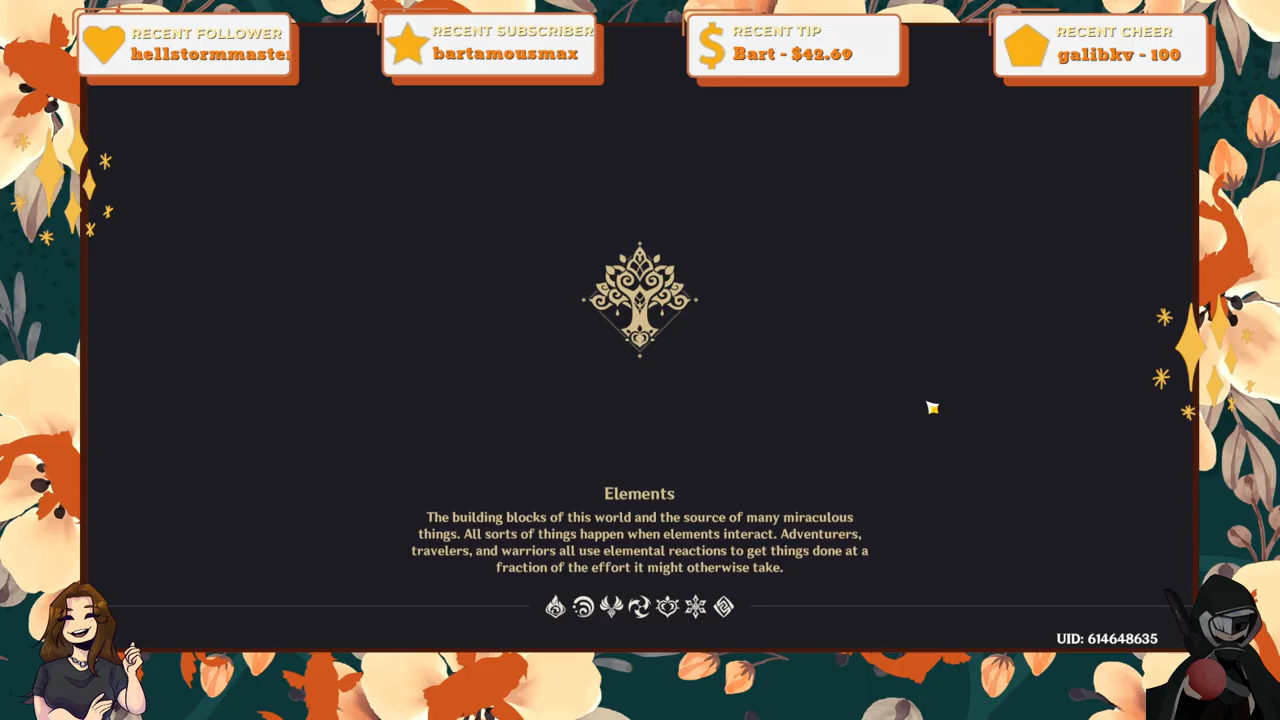 RECENT FOLLOWER
hellstormmaster
RECENT SUBSCRIBER
bartamousmax
RECENT TIP
Bart - $42.69
RECENT CHEER
galibkv - 100
Elements
The building blocks of this world and the source of many miraculous
things. All sorts of things happen when elements interact. Adventurers,
travelers, and warriors all use elemental reactions to get things done at a
fraction of the effort it might otherwise take.
UID: 614648635